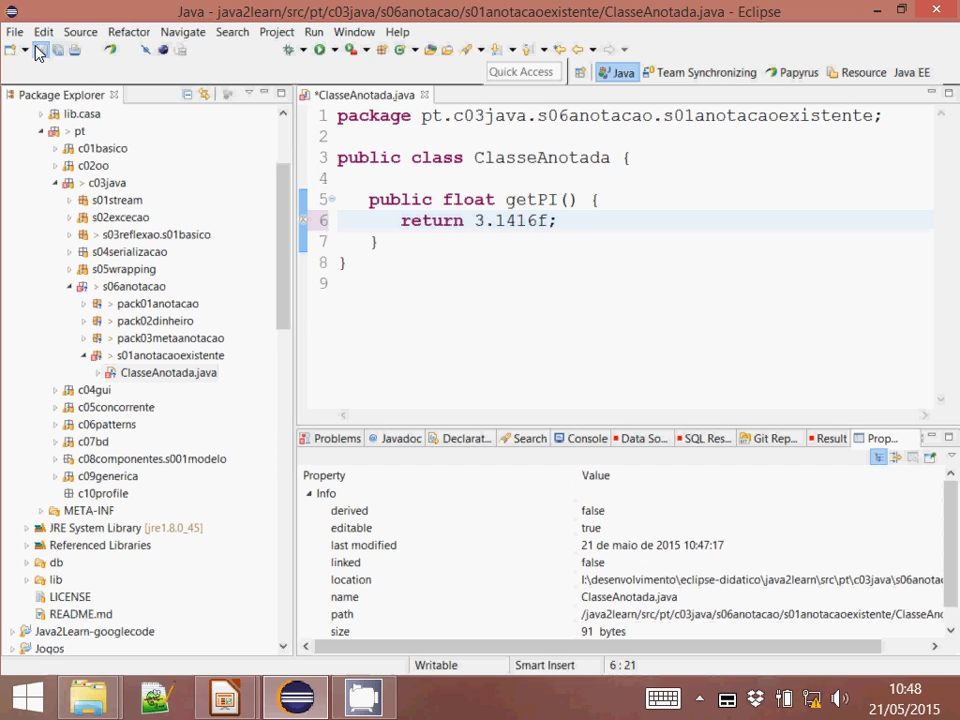 Java - java2learn/src/pt/c03java/s06anotacao/s01anotacaoexistente/ClasseAnotada.java - Eclipse
File Edit Source Refactor Navigate Search Project Run Window Help
Quick Access Java Team Synchronizing Papyrus Resource Java EE
Package Explorer
lib.casa
> pt
c01basico
c02oo
> c03java
s01stream
s02excecao
> s03reflexao.s01basico
s04serializacao
s05wrapping
> s06anotacao
> pack01anotacao
> pack02dinheiro
> pack03metaanotacao
> s01anotacaoexistente
ClasseAnotada.java
c04gui
c05concorrente
c06patterns
c07bd
c08componentes.s001modelo
c09generica
c10profile
META-INF
JRE System Library [jre1.8.0_45]
Referenced Libraries
db
lib
LICENSE
README.md
Java2Learn-googlecode
Jogos
*ClasseAnotada.java
1 package pt.c03java.s06anotacao.s01anotacaoexistente;
2
3 public class ClasseAnotada {
4
5 public float getPI() {
6 return 3.1416f;
7 }
8 }
9
Problems @ Javadoc Declarat... Search Console Data So... SQL Res... Git Rep... Result Prop...
Property Value
Info
derived false
editable true
last modified 21 de maio de 2015 10:47:17
linked false
location I:\desenvolvimento\eclipse-didatico\java2learn\src\pt\c03java\s06anota
name ClasseAnotada.java
path /java2learn/src/pt/c03java/s06anotacao/s01anotacaoexistente/ClasseAn
size 91 bytes
Writable Smart Insert 6 : 21
10:48
21/05/2015